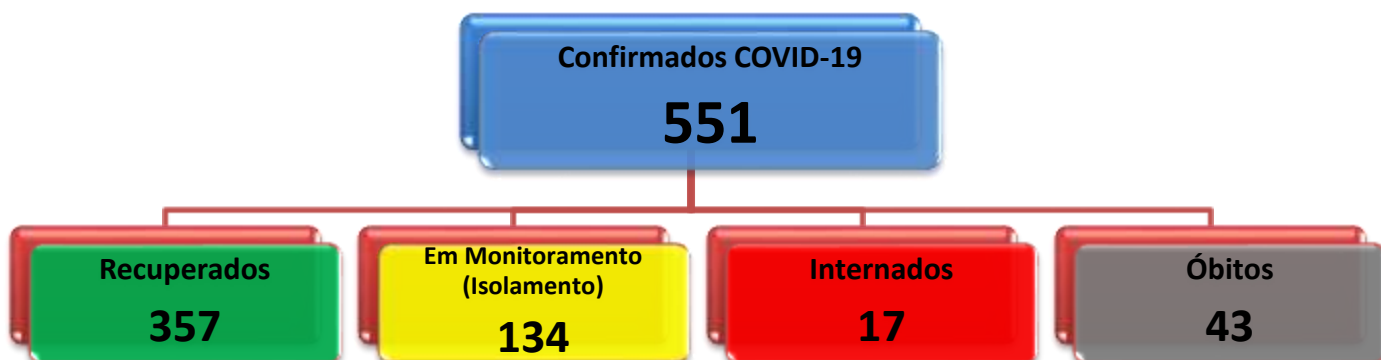 Confirmados COVID-19
551
Recuperados
357
Em Monitoramento
(Isolamento)
134
Internados
17
Óbitos
43